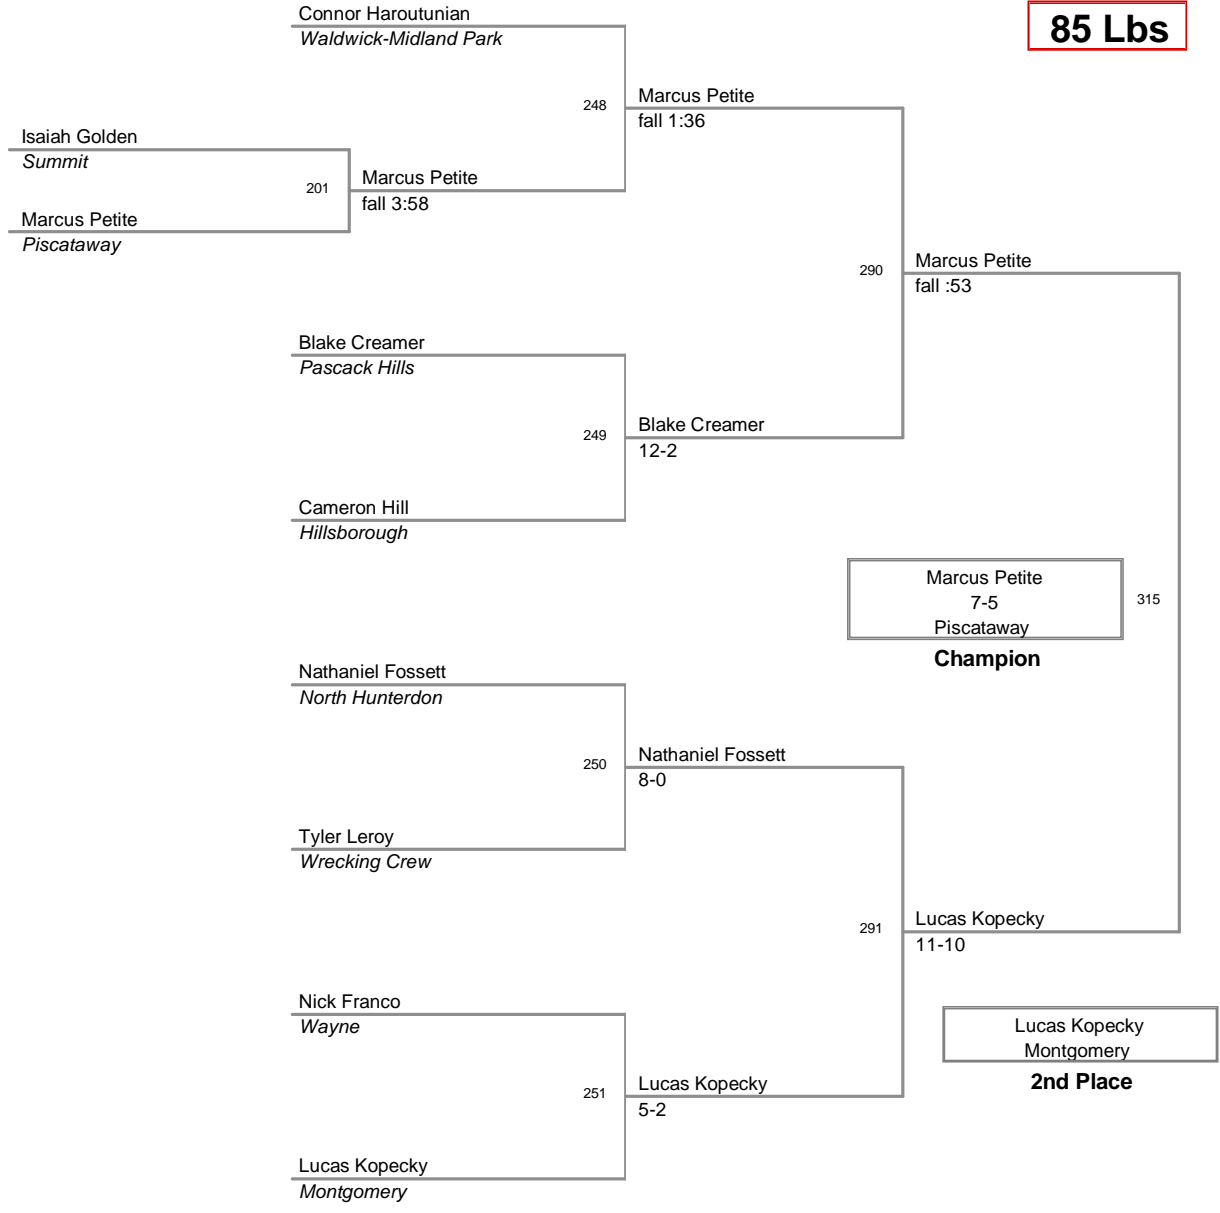 Connor Haroutunian
Waldwick-Midland Park
85 Lbs
248
Marcus Petite
fall 1:36
Isaiah Golden
Summit
201
Marcus Petite
fall 3:58
Marcus Petite
Piscataway
290
Marcus Petite
fall :53
Blake Creamer
Pascack Hills
249
Blake Creamer
12-2
Cameron Hill
Hillsborough
Marcus Petite
7-5
Piscataway
Champion
315
Nathaniel Fossett
North Hunterdon
250
Nathaniel Fossett
8-0
Tyler Leroy
Wrecking Crew
291
Lucas Kopecky
11-10
Nick Franco
Wayne
Lucas Kopecky
Montgomery
2nd Place
251
Lucas Kopecky
5-2
Lucas Kopecky
Montgomery